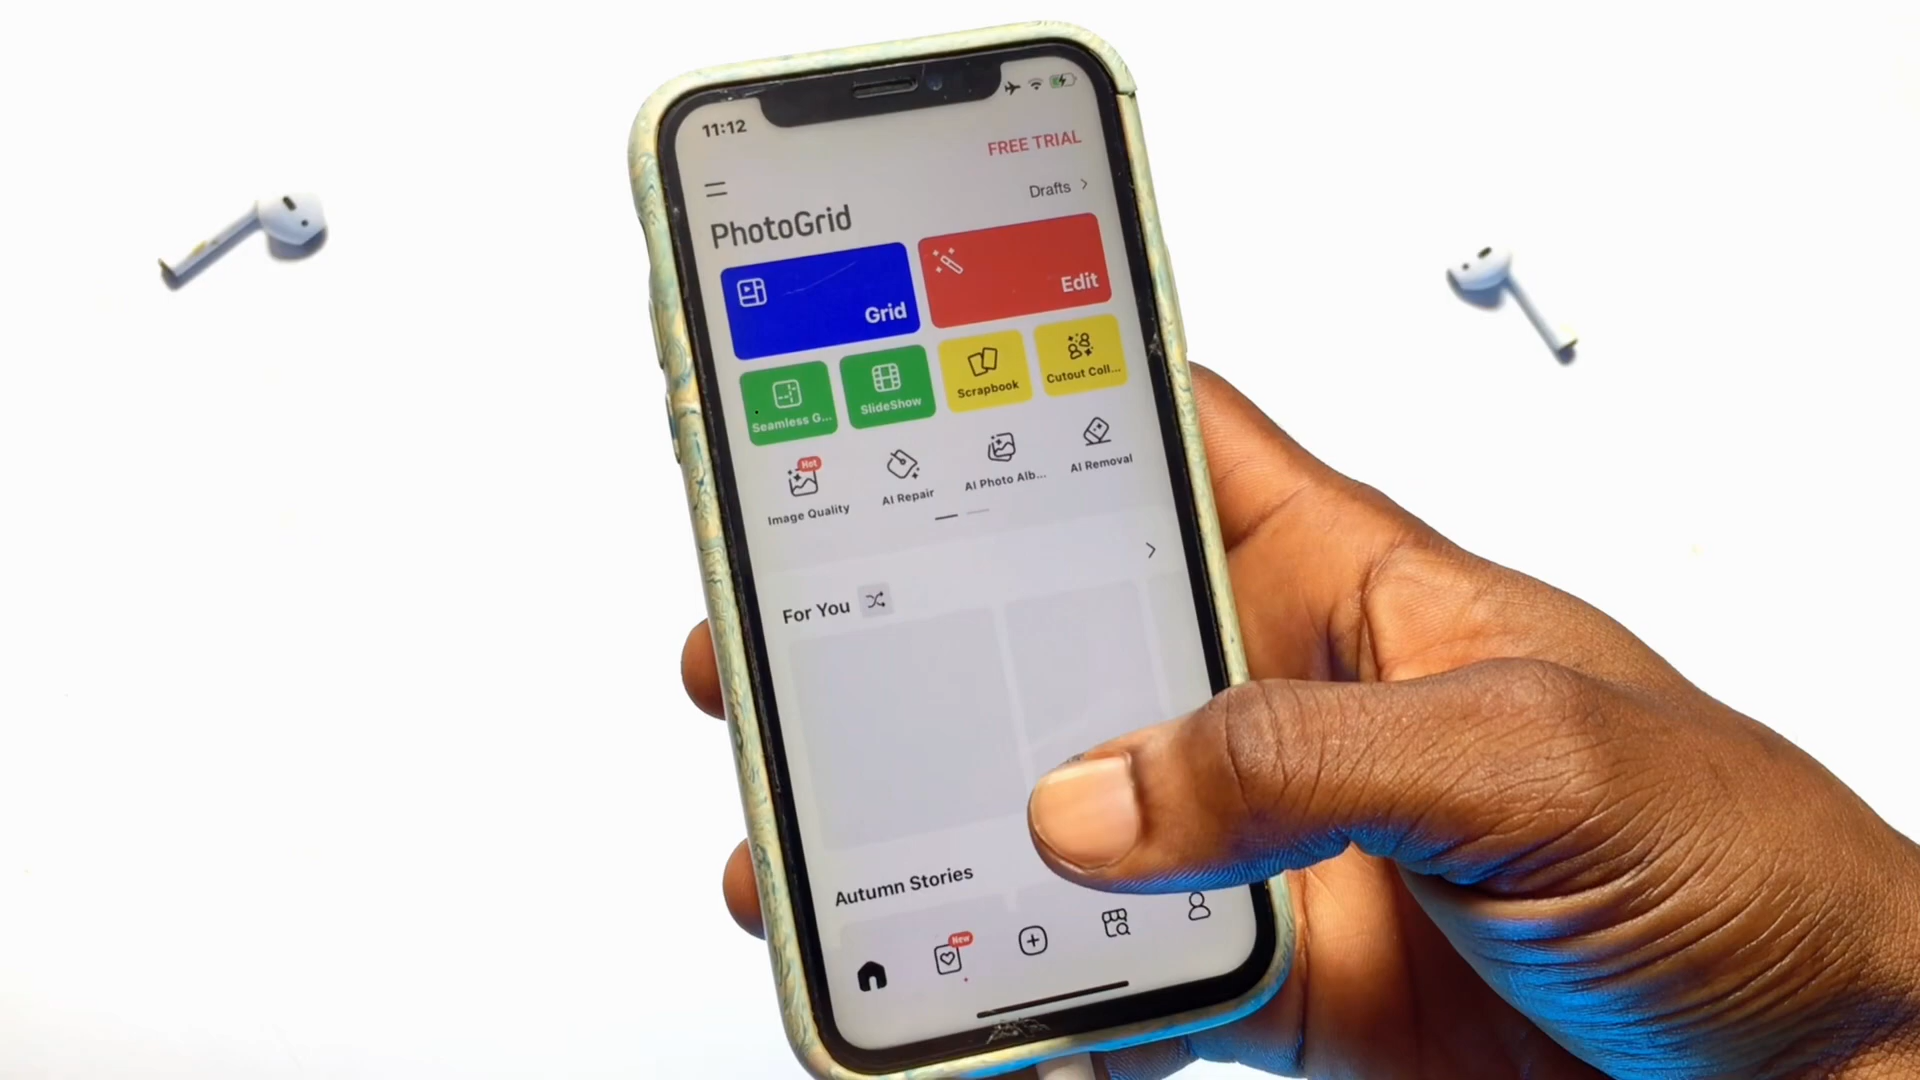 11:12
FREE TRIAL
Drafts
PhotoGrid
Grid
Edit
Seamless G...
SlideShow
Scrapbook
Cutout Coll...
Hot
Image Quality
AI Repair
AI Photo Alb...
AI Removal
For You
Autumn Stories
New